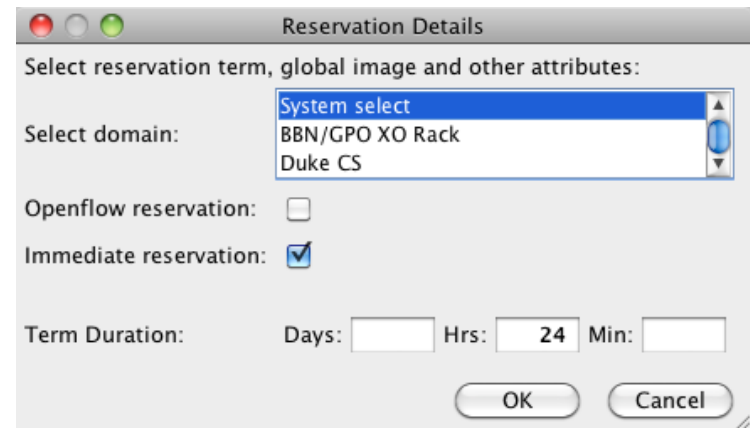 Reservation Details
Select reservation term, global image and other attributes:
System select
Select domain: BBN/GPO XO Rack
Duke CS
Openflow reservation:
Immediate reservation:
Term Duration: Days: Hrs: 24 Min:
OK Cancel